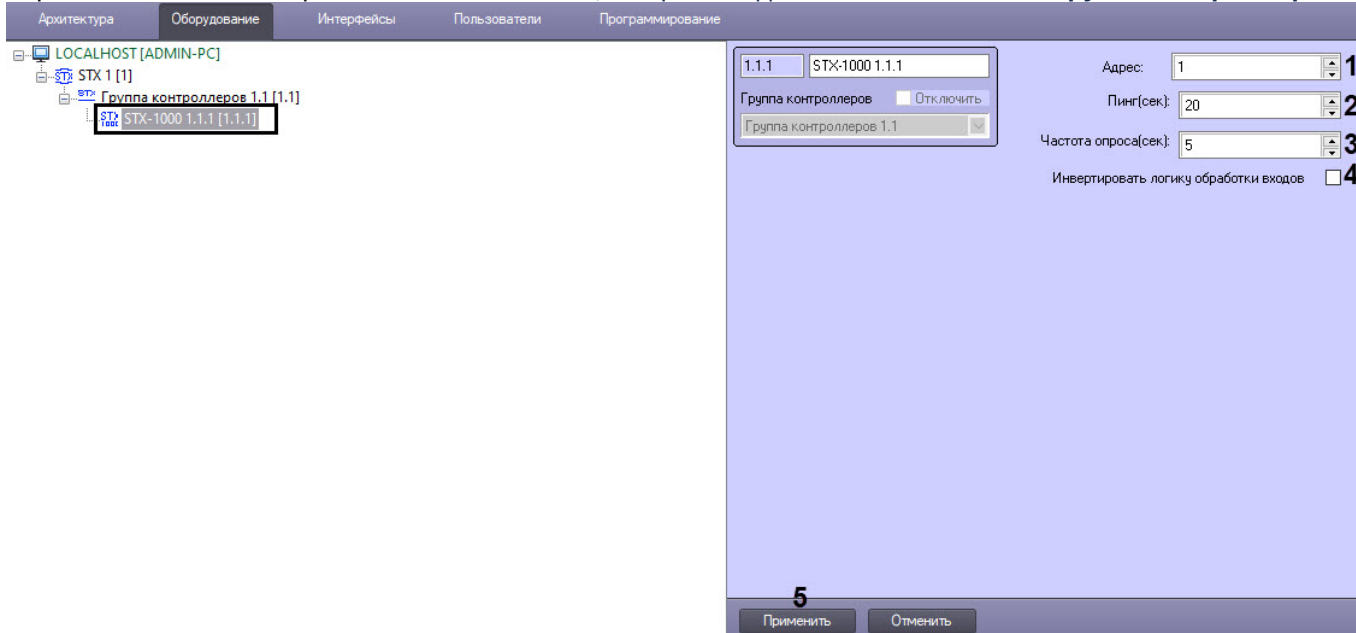 Архитектура Оборудование Интерфейсы Пользователи Программирование
LOCALHOST [ADMIN-PC]
STX 1 [1]
Группа контроллеров 1.1 [1.1]
STX-1000 1.1.1 [1.1.1]
1.1.1 STX-1000 1.1.1
Группа контроллеров Отключить
Группа контроллеров 1.1
Адрес: 1 1
Пинг(сек): 20 2
Частота опроса(сек): 5 3
Инвертировать логику обработки входов 4
5
Применить Отменить